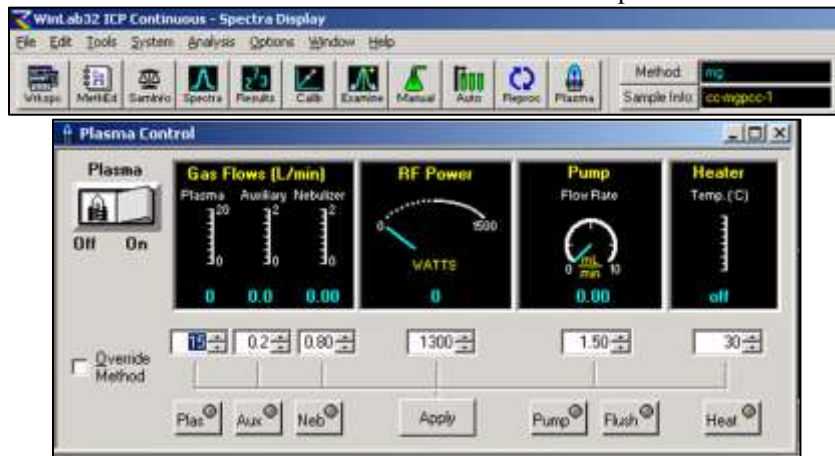 WinLab32 ICP Continuous - Spectra Display
File Edit Tools System Analysis Options Window Help
Wrkspc MethEd SamInfo Spectra Results Calib Examine Manual Auto Reproc Plasma
Method: mg
Sample Info: cc-mgpcc-1
Plasma Control
Plasma
Off On
Gas Flows (L/min)
Plasma Auxiliary Nebulizer
20 2 2
0 0 0
0 0.0 0.00
RF Power
0 1500
WATTS
0
Pump
Flow Rate
0 mL/min 10
0.00
Heater
Temp. (°C)
off
Override Method
15 0.2 0.80 1300 1.50 30
Plas Aux Neb Apply Pump Flush Heat